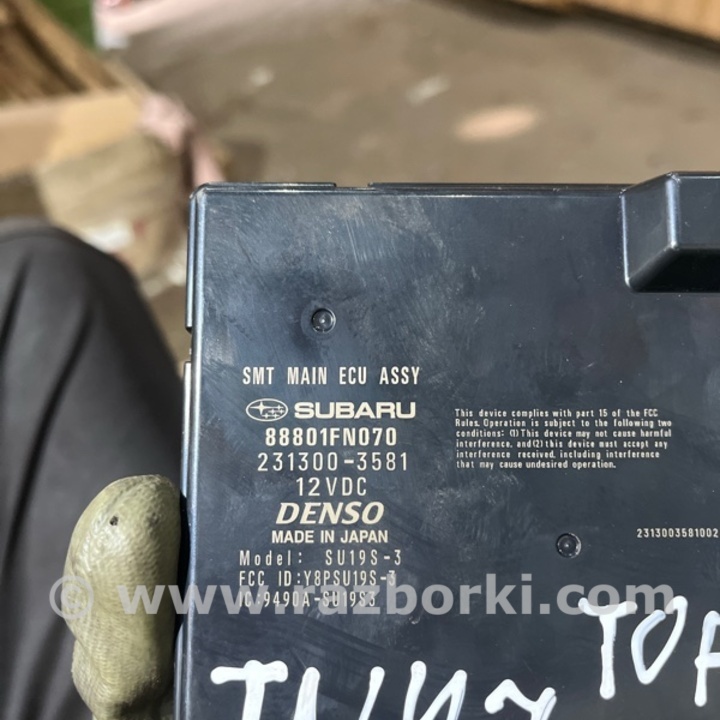 SMT MAIN ECU ASSY
SUBARU
88801FN070
231300-3581
12VDC
DENSO
MADE IN JAPAN
Model: SU19S-3
FCC ID:Y8PSU19S-3
IC:9490A-SU19S3
This device complies with part 15 of the FCC
Rules. Operation is subject to the following two
conditions: (1)This device may not cause harmful
interference, and(2)this device must accept any
interference received, including interference
that may cause undesired operation.
2313003581002
© www.razborki.com